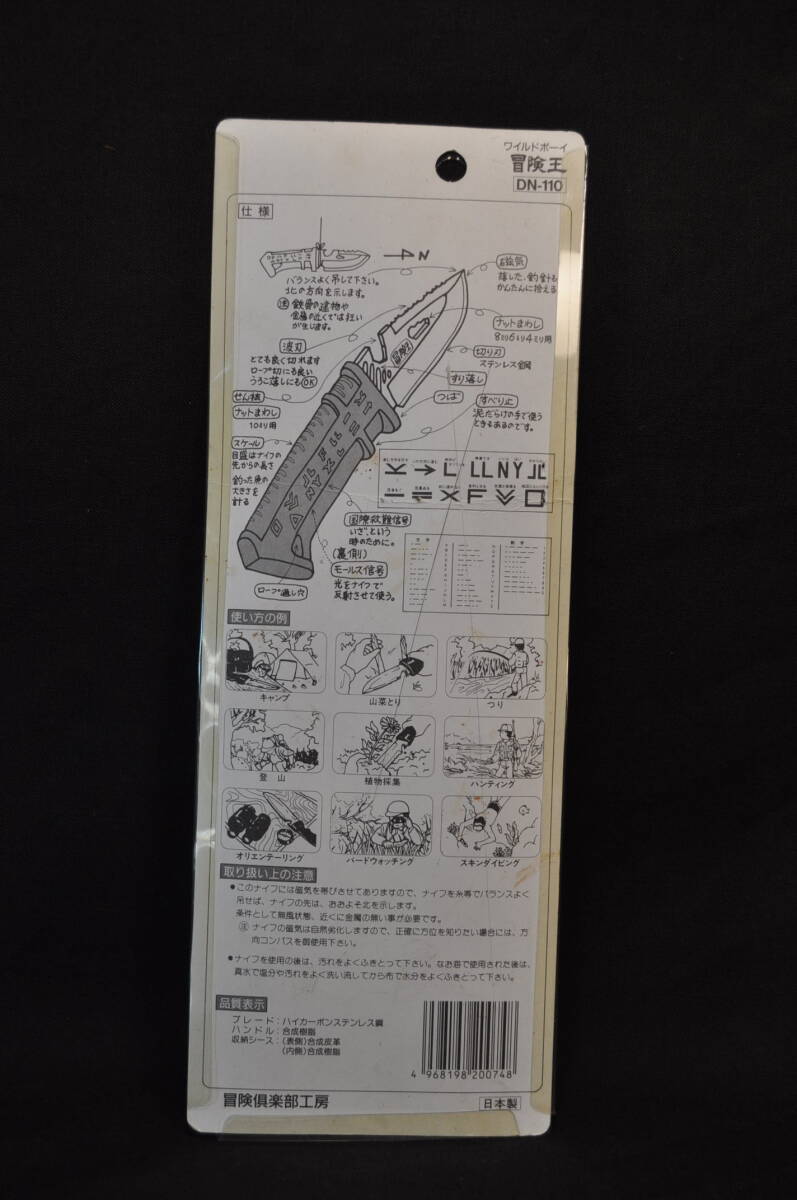 ワイルドボーイ
冒険王
DN-110
仕様
N
バランスよく吊して下さい。
北の方向を示します。
注 鉄骨の建物や
金属の近くでは狂い
が生じます。
磁気
落した、釣針も
かんたんに拾える
ナットまわし
8ミリ6ミリ4ミリ用
波刃
とても良く切れます
ロープ切にも良い
うろこ落しにもOK
切り刃
ステンレス鋼
すり落し
冒険王
せん抜
ナットまわし
10ミリ用
つば
すべり止
泥だらけの手で使う
ときもあるのです。
スケール
目盛はナイフの
先からの長さ
釣った魚の
大きさを
計る
国際救難信号
いざ、という
時のために。
(裏側)
モールス信号
光をナイフで
反射させて使う。
ロープ通し穴
使い方の例
キャンプ
山菜とり
つり
登山
植物採集
ハンティング
オリエンテーリング
バードウォッチング
スキンダイビング
取り扱い上の注意
●このナイフには磁気を帯びさせてありますので、ナイフを糸等でバランスよく
吊せば、ナイフの先は、おおよそ北を示します。
条件として無風状態、近くに金属の無い事が必要です。
注 ナイフの磁気は自然劣化しますので、正確に方位を知りたい場合には、方
向コンパスを御使用下さい。
●ナイフを使用の後は、汚れをよくふきとって下さい。なお海で使用された後は、
真水で塩分や汚れをよく洗い流してから布で水分をよくふきとって下さい。
品質表示
ブレード：ハイカーボンステンレス鋼
ハンドル：合成樹脂
収納シース：(表側)合成皮革
(内側)合成樹脂
4 968198 200748
冒険倶楽部工房
日本製